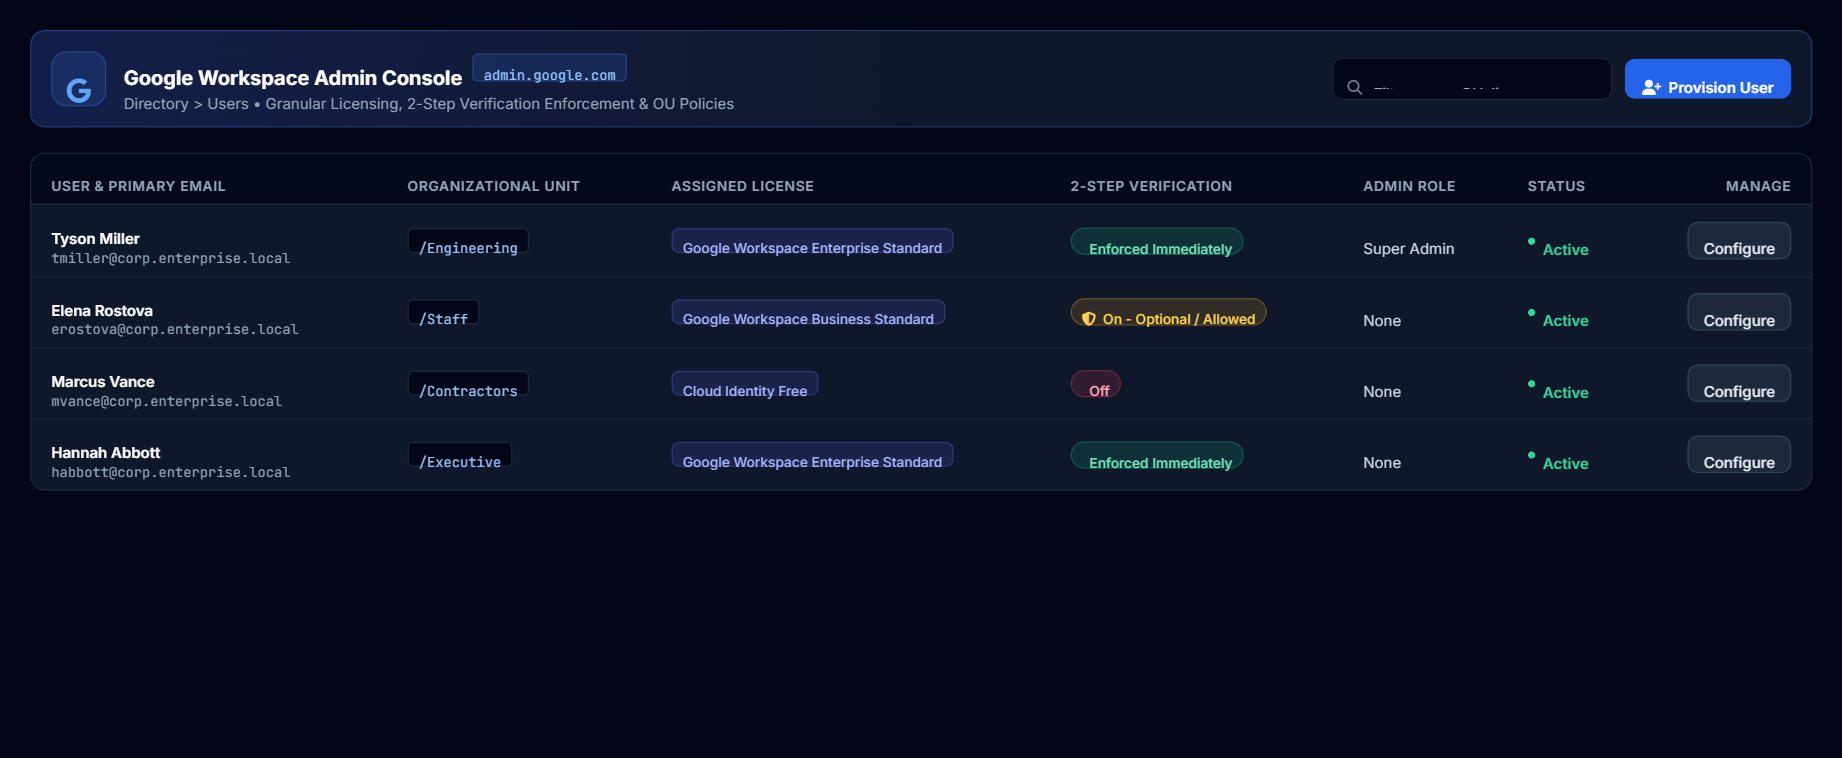 Google Workspace Admin Console admin.google.com
Directory > Users • Granular Licensing, 2-Step Verification Enforcement & OU Policies
Provision User
USER & PRIMARY EMAIL ORGANIZATIONAL UNIT ASSIGNED LICENSE 2-STEP VERIFICATION ADMIN ROLE STATUS MANAGE
Tyson Miller
tmiller@corp.enterprise.local
/Engineering Google Workspace Enterprise Standard Enforced Immediately Super Admin Active Configure
Elena Rostova
erostova@corp.enterprise.local
/Staff Google Workspace Business Standard On - Optional / Allowed None Active Configure
Marcus Vance
mvance@corp.enterprise.local
/Contractors Cloud Identity Free Off None Active Configure
Hannah Abbott
habbott@corp.enterprise.local
/Executive Google Workspace Enterprise Standard Enforced Immediately None Active Configure